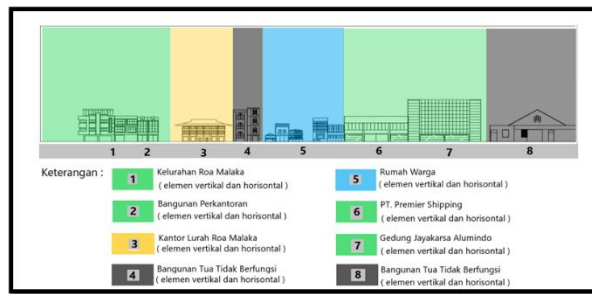 1 2 3 4 5 6 7 8
Keterangan :
1 Kelurahan Roa Malaka
( elemen vertikal dan horisontal )
2 Bangunan Perkantoran
( elemen vertikal dan horisontal )
3 Kantor Lurah Roa Malaka
( elemen vertikal dan horisontal )
4 Bangunan Tua Tidak Berfungsi
( elemen vertikal dan horisontal )
5 Rumah Warga
( elemen vertikal dan horisontal )
6 PT. Premier Shipping
( elemen vertikal dan horisontal )
7 Gedung Jayakarsa Alumindo
( elemen vertikal dan horisontal )
8 Bangunan Tua Tidak Berfungsi
( elemen vertikal dan horisontal )